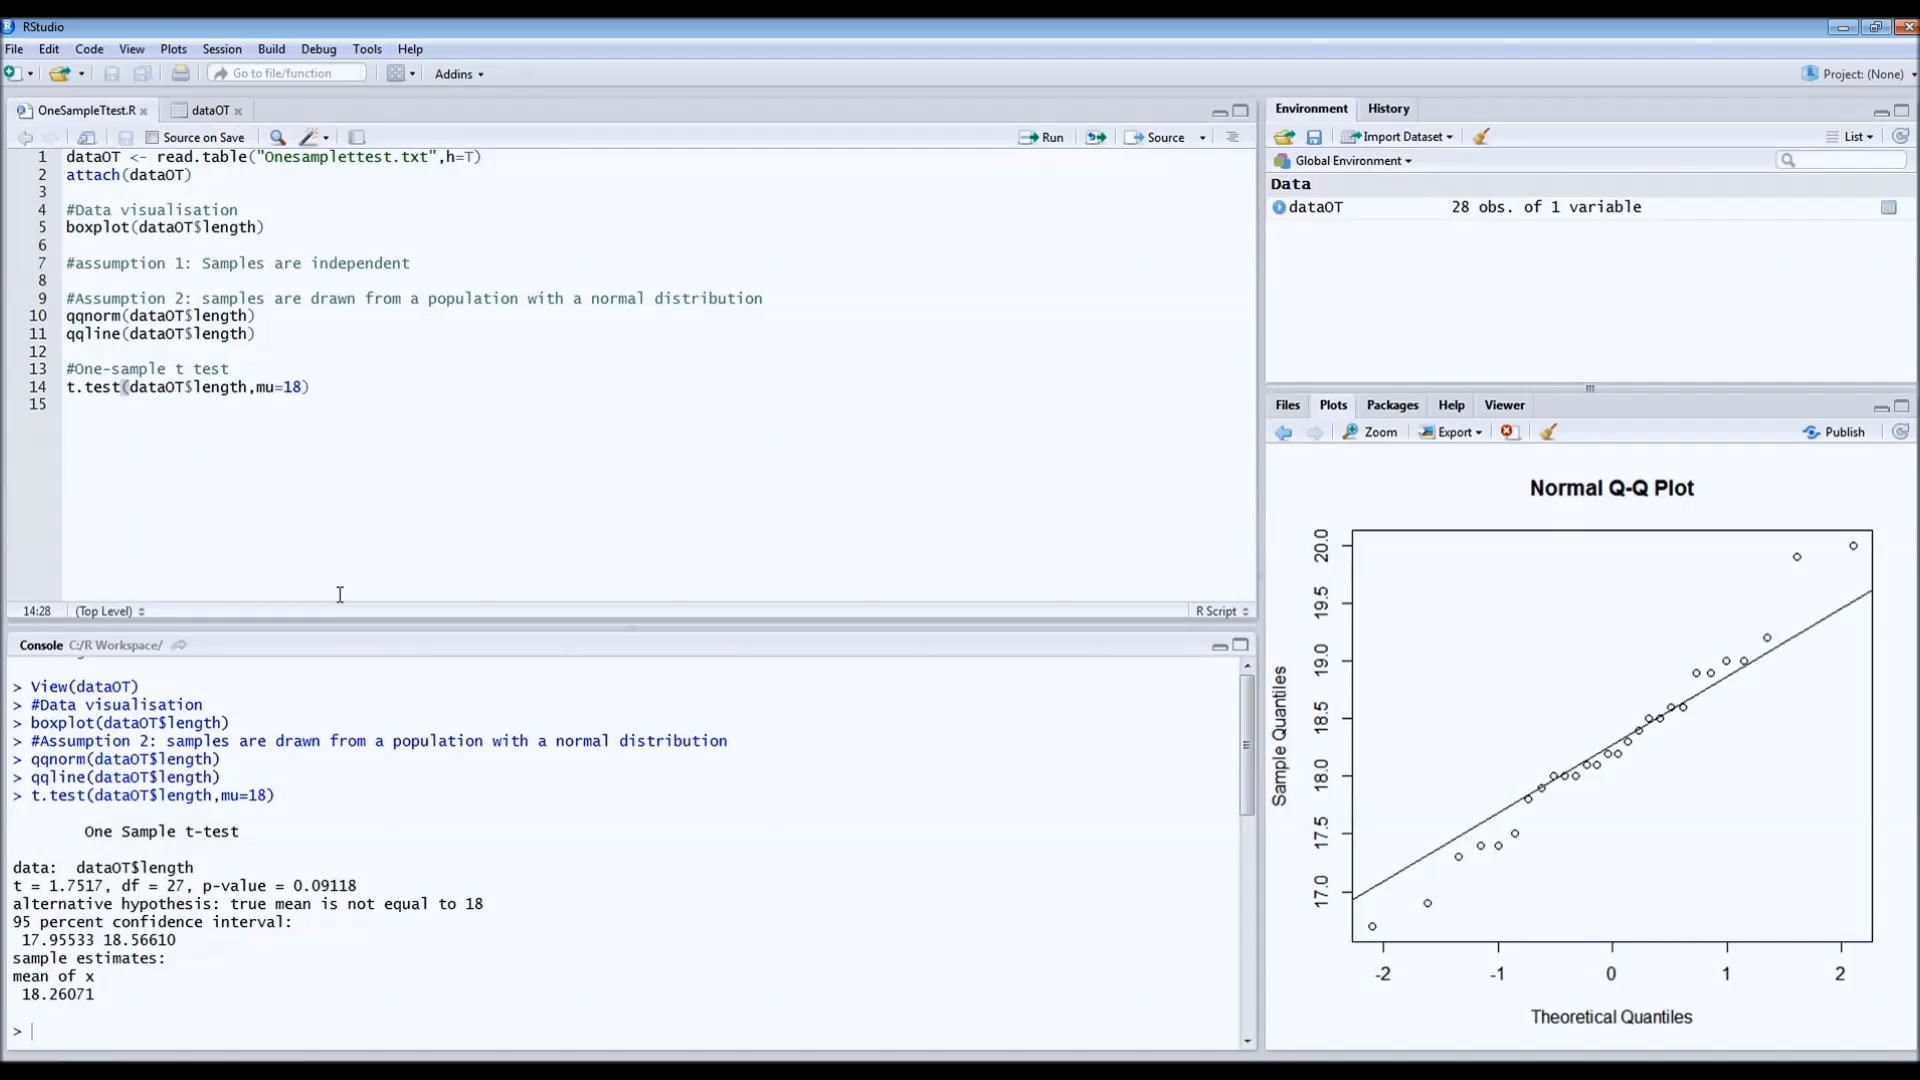 RStudio
File Edit Code View Plots Session Build Debug Tools Help
Go to file/function Addins Project: (None)
OneSampleTtest.R dataOT
Source on Save Run Source
1 dataOT <- read.table("Onesamplettest.txt",h=T)
2 attach(dataOT)
3
4 #Data visualisation
5 boxplot(dataOT$length)
6
7 #assumption 1: Samples are independent
8
9 #Assumption 2: samples are drawn from a population with a normal distribution
10 qqnorm(dataOT$length)
11 qqline(dataOT$length)
12
13 #One-sample t test
14 t.test(dataOT$length,mu=18)
15
14:28 (Top Level) R Script
Console C:/R Workspace/
> View(dataOT)
> #Data visualisation
> boxplot(dataOT$length)
> #Assumption 2: samples are drawn from a population with a normal distribution
> qqnorm(dataOT$length)
> qqline(dataOT$length)
> t.test(dataOT$length,mu=18)
One Sample t-test
data: dataOT$length
t = 1.7517, df = 27, p-value = 0.09118
alternative hypothesis: true mean is not equal to 18
95 percent confidence interval:
17.95533 18.56610
sample estimates:
mean of x
18.26071
>
Environment History
Import Dataset List
Global Environment
Data
dataOT 28 obs. of 1 variable
Files Plots Packages Help Viewer
Zoom Export Publish
Normal Q-Q Plot
Sample Quantiles
20.0
19.5
19.0
18.5
18.0
17.5
17.0
-2 -1 0 1 2
Theoretical Quantiles